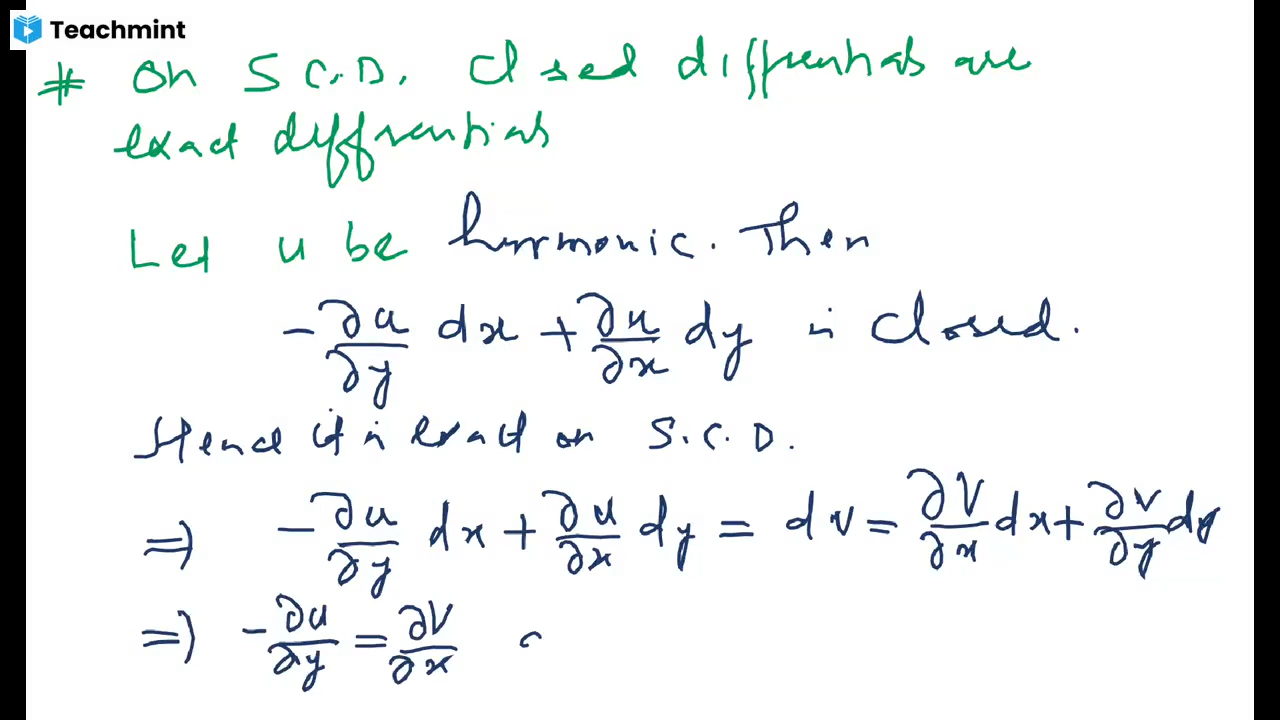 Teachmint
# On S.C.D. Closed differentials are
exact differentials
Let u be harmonic. Then
-∂u/∂y dx + ∂u/∂x dy is closed.
Hence it is exact on S.C.D.
⇒ -∂u/∂y dx + ∂u/∂x dy = dv = ∂V/∂x dx + ∂V/∂y dy
⇒ -∂u/∂y = ∂V/∂x